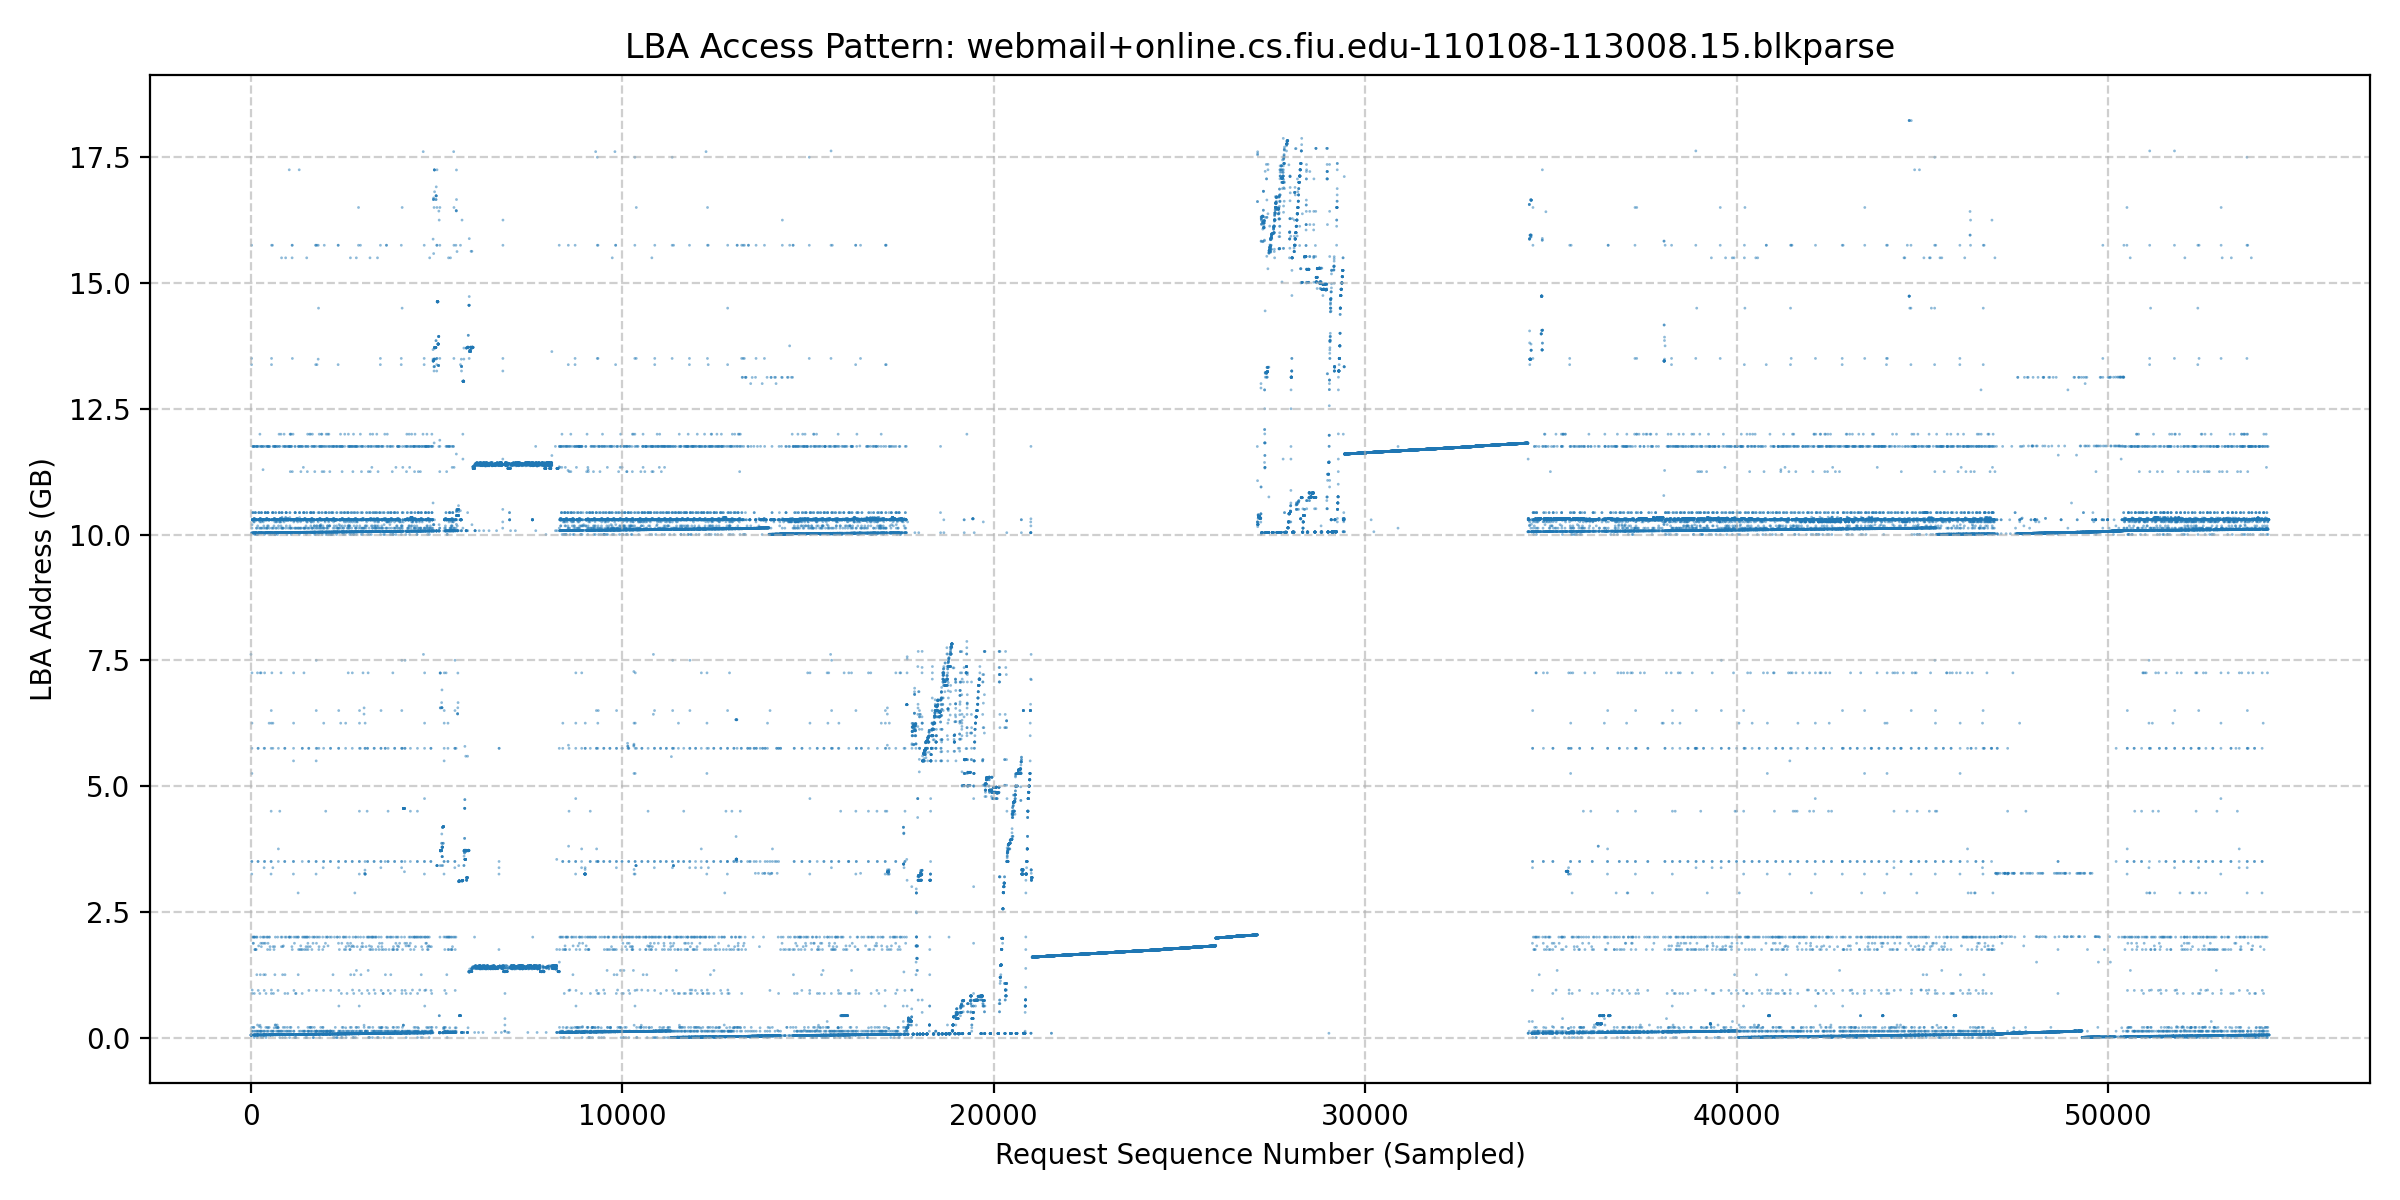 LBA Access Pattern: webmail+online.cs.fiu.edu-110108-113008.15.blkparse
LBA Address (GB)
17.5
15.0
12.5
10.0
7.5
5.0
2.5
0.0
0 10000 20000 30000 40000 50000
Request Sequence Number (Sampled)